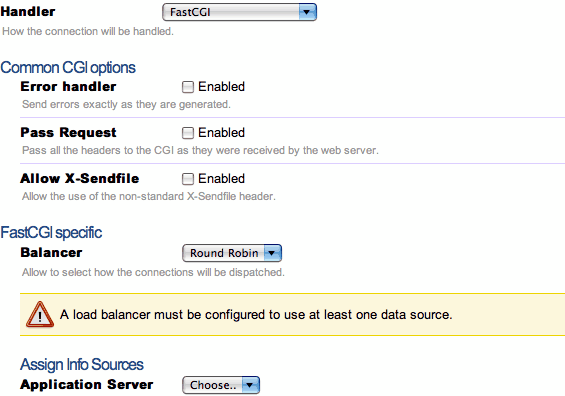 Handler FastCGI
How the connection will be handled.
Common CGI options
Error handler Enabled
Send errors exactly as they are generated.
Pass Request Enabled
Pass all the headers to the CGI as they were received by the web server.
Allow X-Sendfile Enabled
Allow the use of the non-standard X-Sendfile header.
FastCGI specific
Balancer Round Robin
Allow to select how the connections will be dispatched.
A load balancer must be configured to use at least one data source.
Assign Info Sources
Application Server Choose..